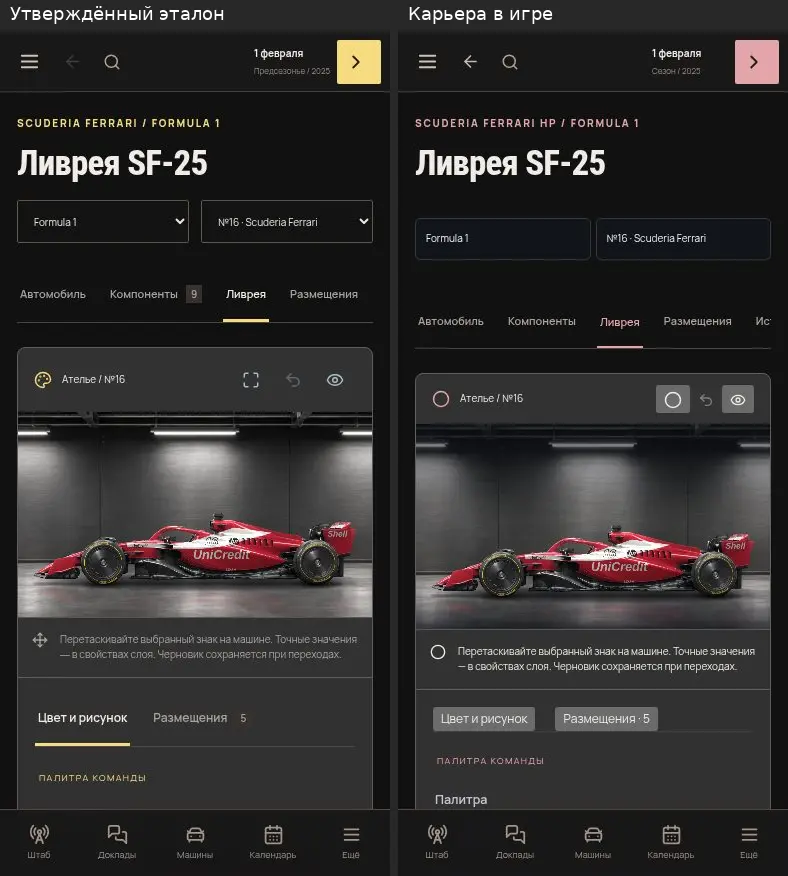 Утверждённый эталон
1 февраля
Предсезонье / 2025
SCUDERIA FERRARI / FORMULA 1
Ливрея SF-25
Formula 1
№16 · Scuderia Ferrari
Автомобиль
Компоненты 9
Ливрея
Размещения
Ателье / №16
UniCredit
Shell
Перетаскивайте выбранный знак на машине. Точные значения
— в свойствах слоя. Черновик сохраняется при переходах.
Цвет и рисунок
Размещения 5
ПАЛИТРА КОМАНДЫ
Штаб
Доклады
Машины
Календарь
Ещё
Карьера в игре
1 февраля
Сезон / 2025
SCUDERIA FERRARI HP / FORMULA 1
Ливрея SF-25
Formula 1
№16 · Scuderia Ferrari
Автомобиль
Компоненты
Ливрея
Размещения
Ис
Ателье / №16
UniCredit
Shell
Перетаскивайте выбранный знак на машине. Точные значения
— в свойствах слоя. Черновик сохраняется при переходах.
Цвет и рисунок
Размещения · 5
ПАЛИТРА КОМАНДЫ
Палитра
Штаб
Доклады
Машины
Календарь
Ещё